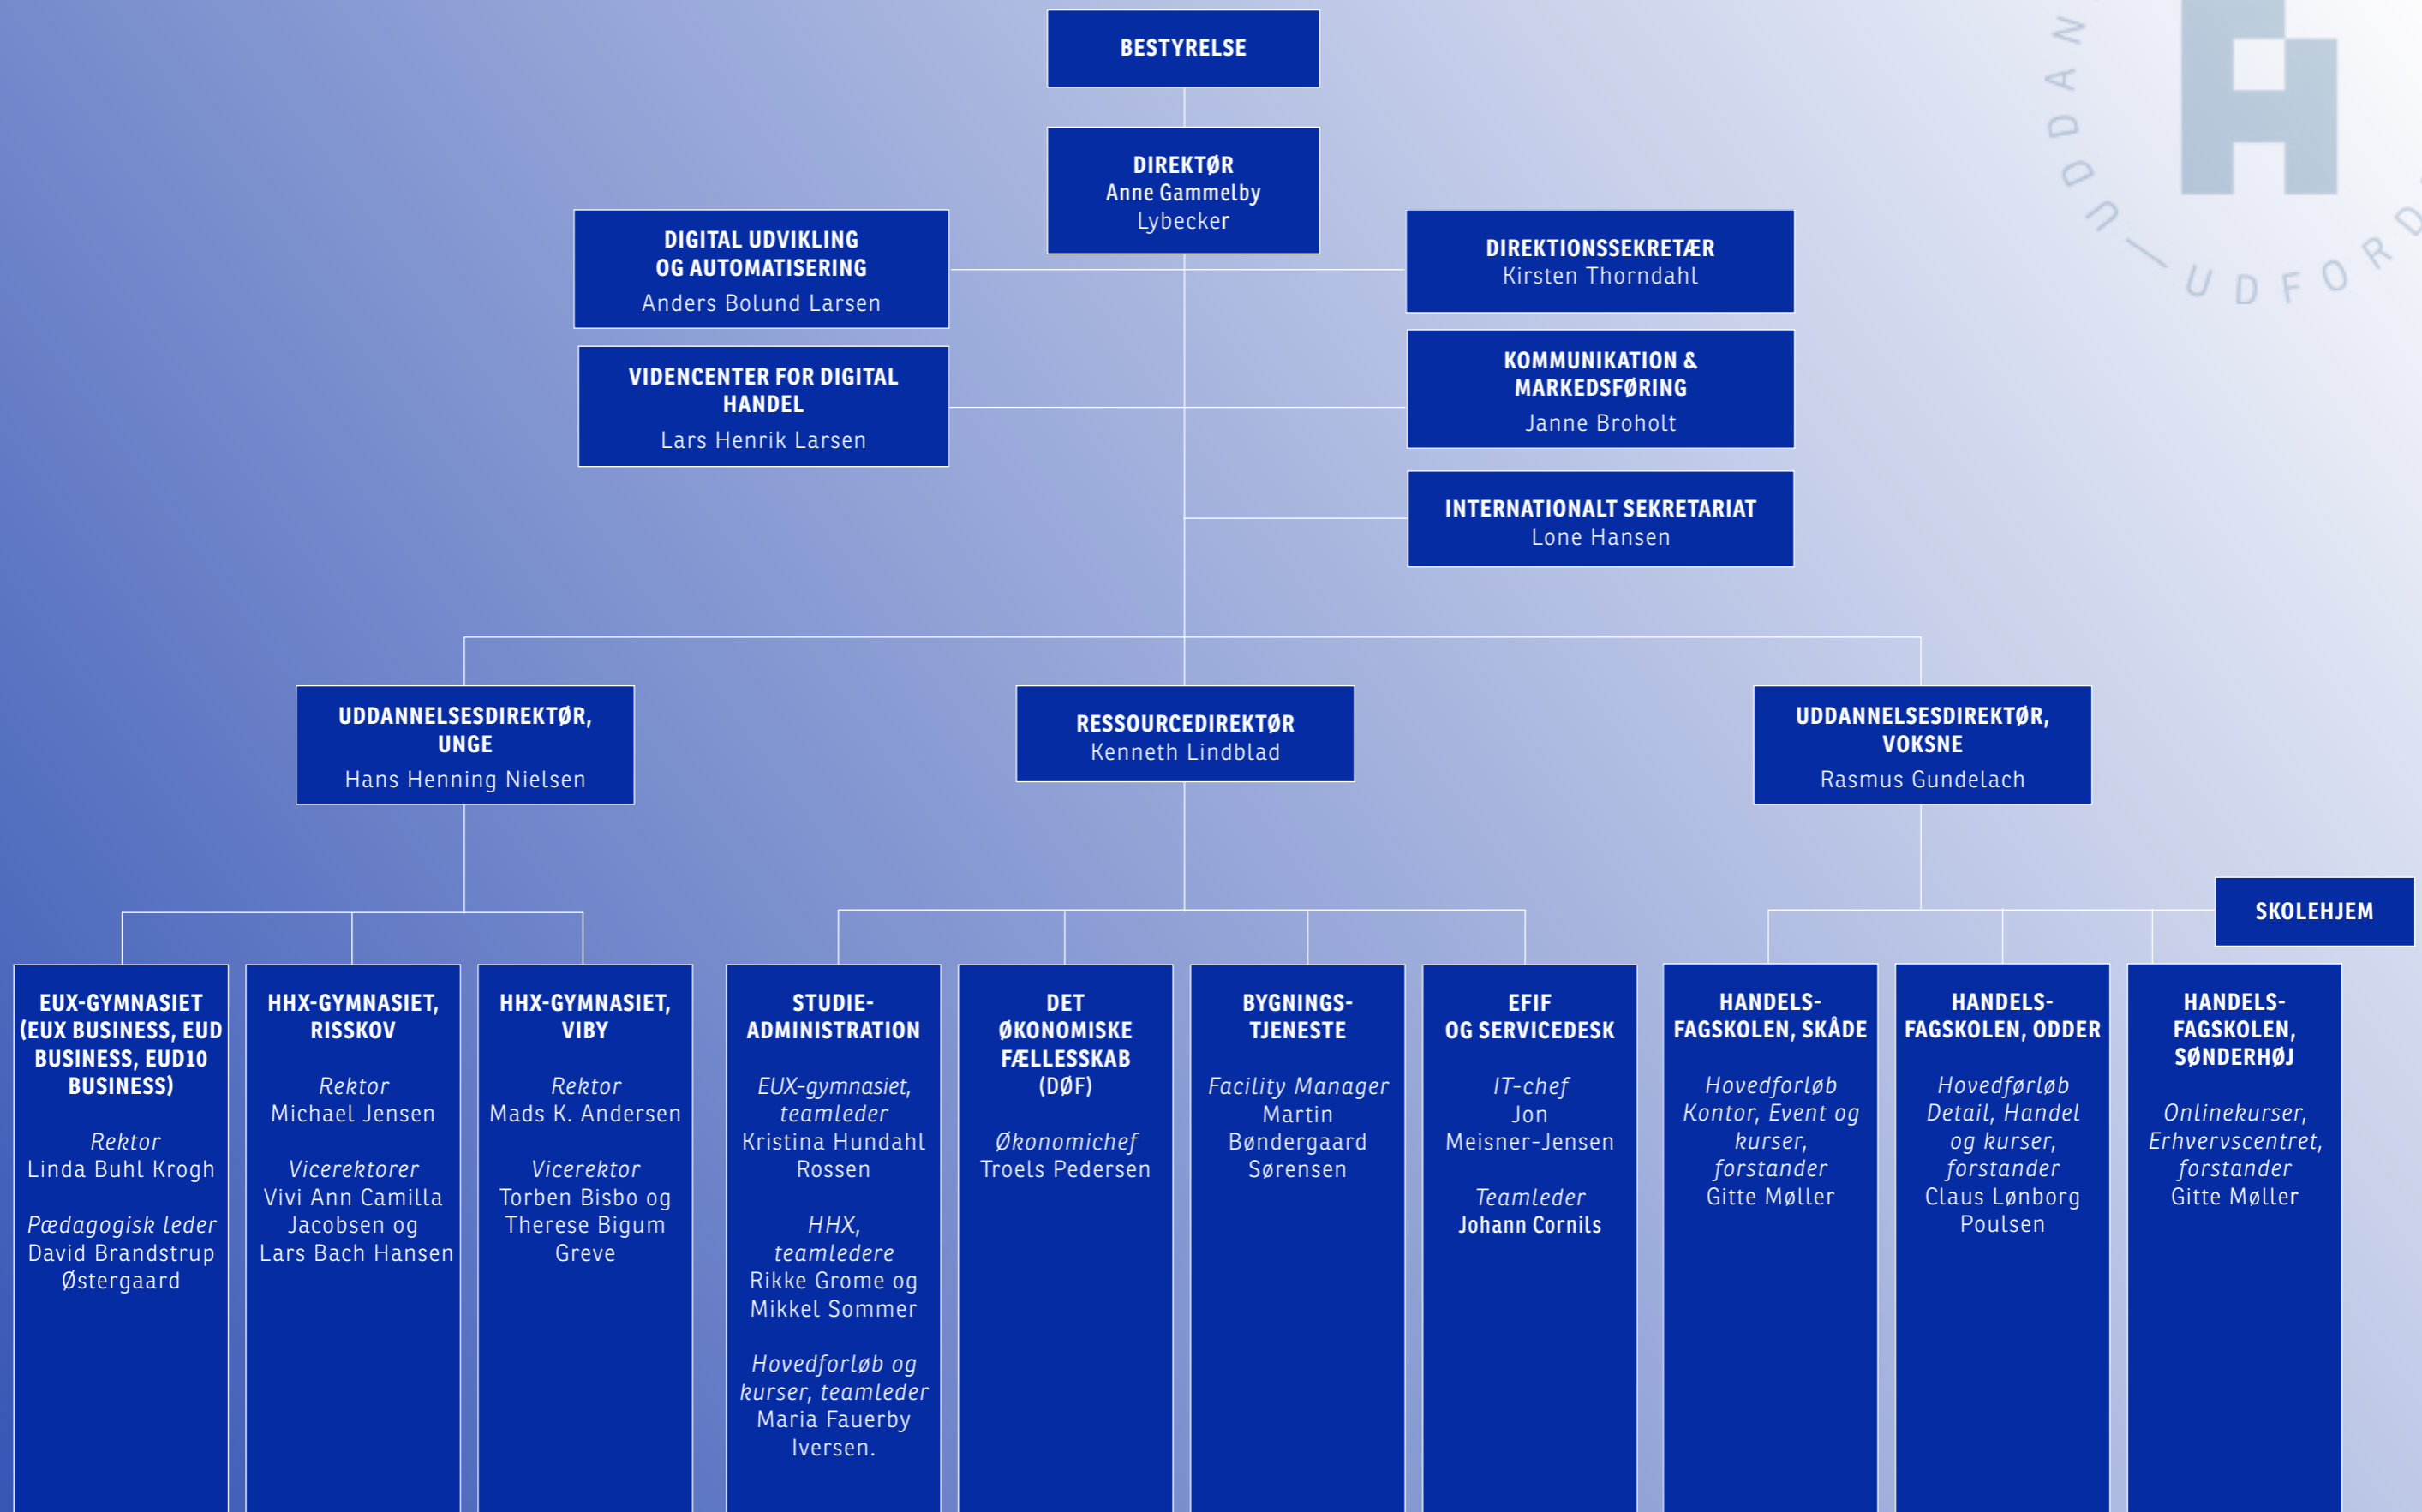 BESTYRELSE
DIREKTØR
Anne Gammelby
Lybecker
DIGITAL UDVIKLING
OG AUTOMATISERING
Anders Bolund Larsen
DIREKTIONSSEKRETÆR
Kirsten Thorndahl
VIDENCENTER FOR DIGITAL
HANDEL
Lars Henrik Larsen
KOMMUNIKATION &
MARKEDSFØRING
Janne Broholt
INTERNATIONALT SEKRETARIAT
Lone Hansen
UDDANNELSESDIREKTØR,
UNGE
Hans Henning Nielsen
RESSOURCEDIREKTØR
Kenneth Lindblad
UDDANNELSESDIREKTØR,
VOKSNE
Rasmus Gundelach
SKOLEHJEM
EUX-GYMNASIET
(EUX BUSINESS, EUD
BUSINESS, EUD10
BUSINESS)
Rektor
Linda Buhl Krogh
Pædagogisk leder
David Brandstrup
Østergaard
HHX-GYMNASIET,
RISSKOV
Rektor
Michael Jensen
Vicerektorer
Vivi Ann Camilla
Jacobsen og
Lars Bach Hansen
HHX-GYMNASIET,
VIBY
Rektor
Mads K. Andersen
Vicerektor
Torben Bisbo og
Therese Bigum
Greve
STUDIE-
ADMINISTRATION
EUX-gymnasiet,
teamleder
Kristina Hundahl
Rossen
HHX,
teamledere
Rikke Grome og
Mikkel Sommer
Hovedforløb og
kurser, teamleder
Maria Fauerby
Iversen.
DET
ØKONOMISKE
FÆLLESSKAB
(DØF)
Økonomichef
Troels Pedersen
BYGNINGS-
TJENESTE
Facility Manager
Martin
Bøndergaard
Sørensen
EFIF
OG SERVICEDESK
IT-chef
Jon
Meisner-Jensen
Teamleder
Johann Cornils
HANDELS-
FAGSKOLEN, SKÅDE
Hovedforløb
Kontor, Event og
kurser,
forstander
Gitte Møller
HANDELS-
FAGSKOLEN, ODDER
Hovedførløb
Detail, Handel
og kurser,
forstander
Claus Lønborg
Poulsen
HANDELS-
FAGSKOLEN,
SØNDERHØJ
Onlinekurser,
Erhvervscentret,
forstander
Gitte Møller